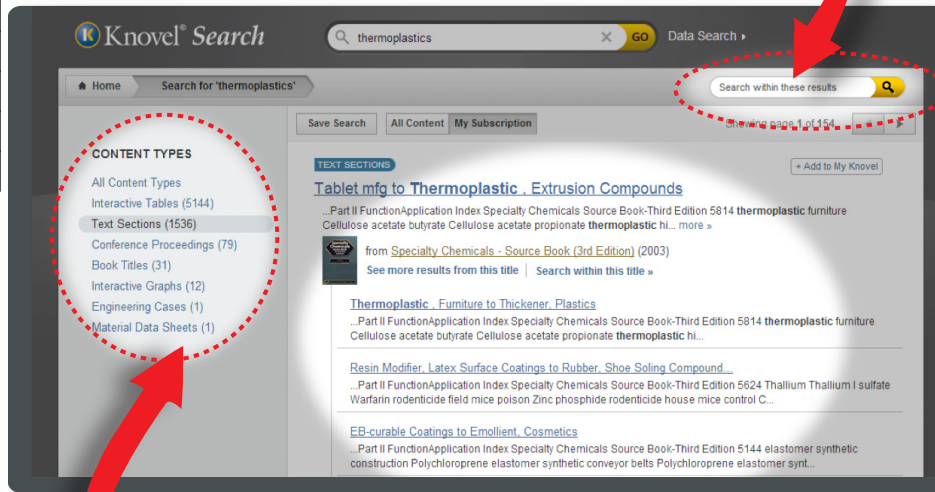 Knovel® Search
thermoplastics
GO
Data Search
Home
Search for 'thermoplastics'
Search within these results
Save Search
All Content
My Subscription
Showing page 1 of 154
CONTENT TYPES
All Content Types
Interactive Tables (5144)
Text Sections (1536)
Conference Proceedings (79)
Book Titles (31)
Interactive Graphs (12)
Engineering Cases (1)
Material Data Sheets (1)
TEXT SECTIONS
+ Add to My Knovel
Tablet mfg to Thermoplastic , Extrusion Compounds
...Part II FunctionApplication Index Specialty Chemicals Source Book-Third Edition 5814 thermoplastic furniture
Cellulose acetate butyrate Cellulose acetate propionate thermoplastic hi... more »
from Specialty Chemicals - Source Book (3rd Edition) (2003)
See more results from this title | Search within this title »
Thermoplastic , Furniture to Thickener, Plastics
...Part II FunctionApplication Index Specialty Chemicals Source Book-Third Edition 5814 thermoplastic furniture
Cellulose acetate butyrate Cellulose acetate propionate thermoplastic hi...
Resin Modifier, Latex Surface Coatings to Rubber, Shoe Soling Compound...
...Part II FunctionApplication Index Specialty Chemicals Source Book-Third Edition 5624 Thallium Thallium I sulfate
Warfarin rodenticide field mice poison Zinc phosphide rodenticide house mice control C...
EB-curable Coatings to Emollient, Cosmetics
...Part II FunctionApplication Index Specialty Chemicals Source Book-Third Edition 5144 elastomer synthetic
construction Polychloroprene elastomer synthetic conveyor belts Polychloroprene elastomer synt...